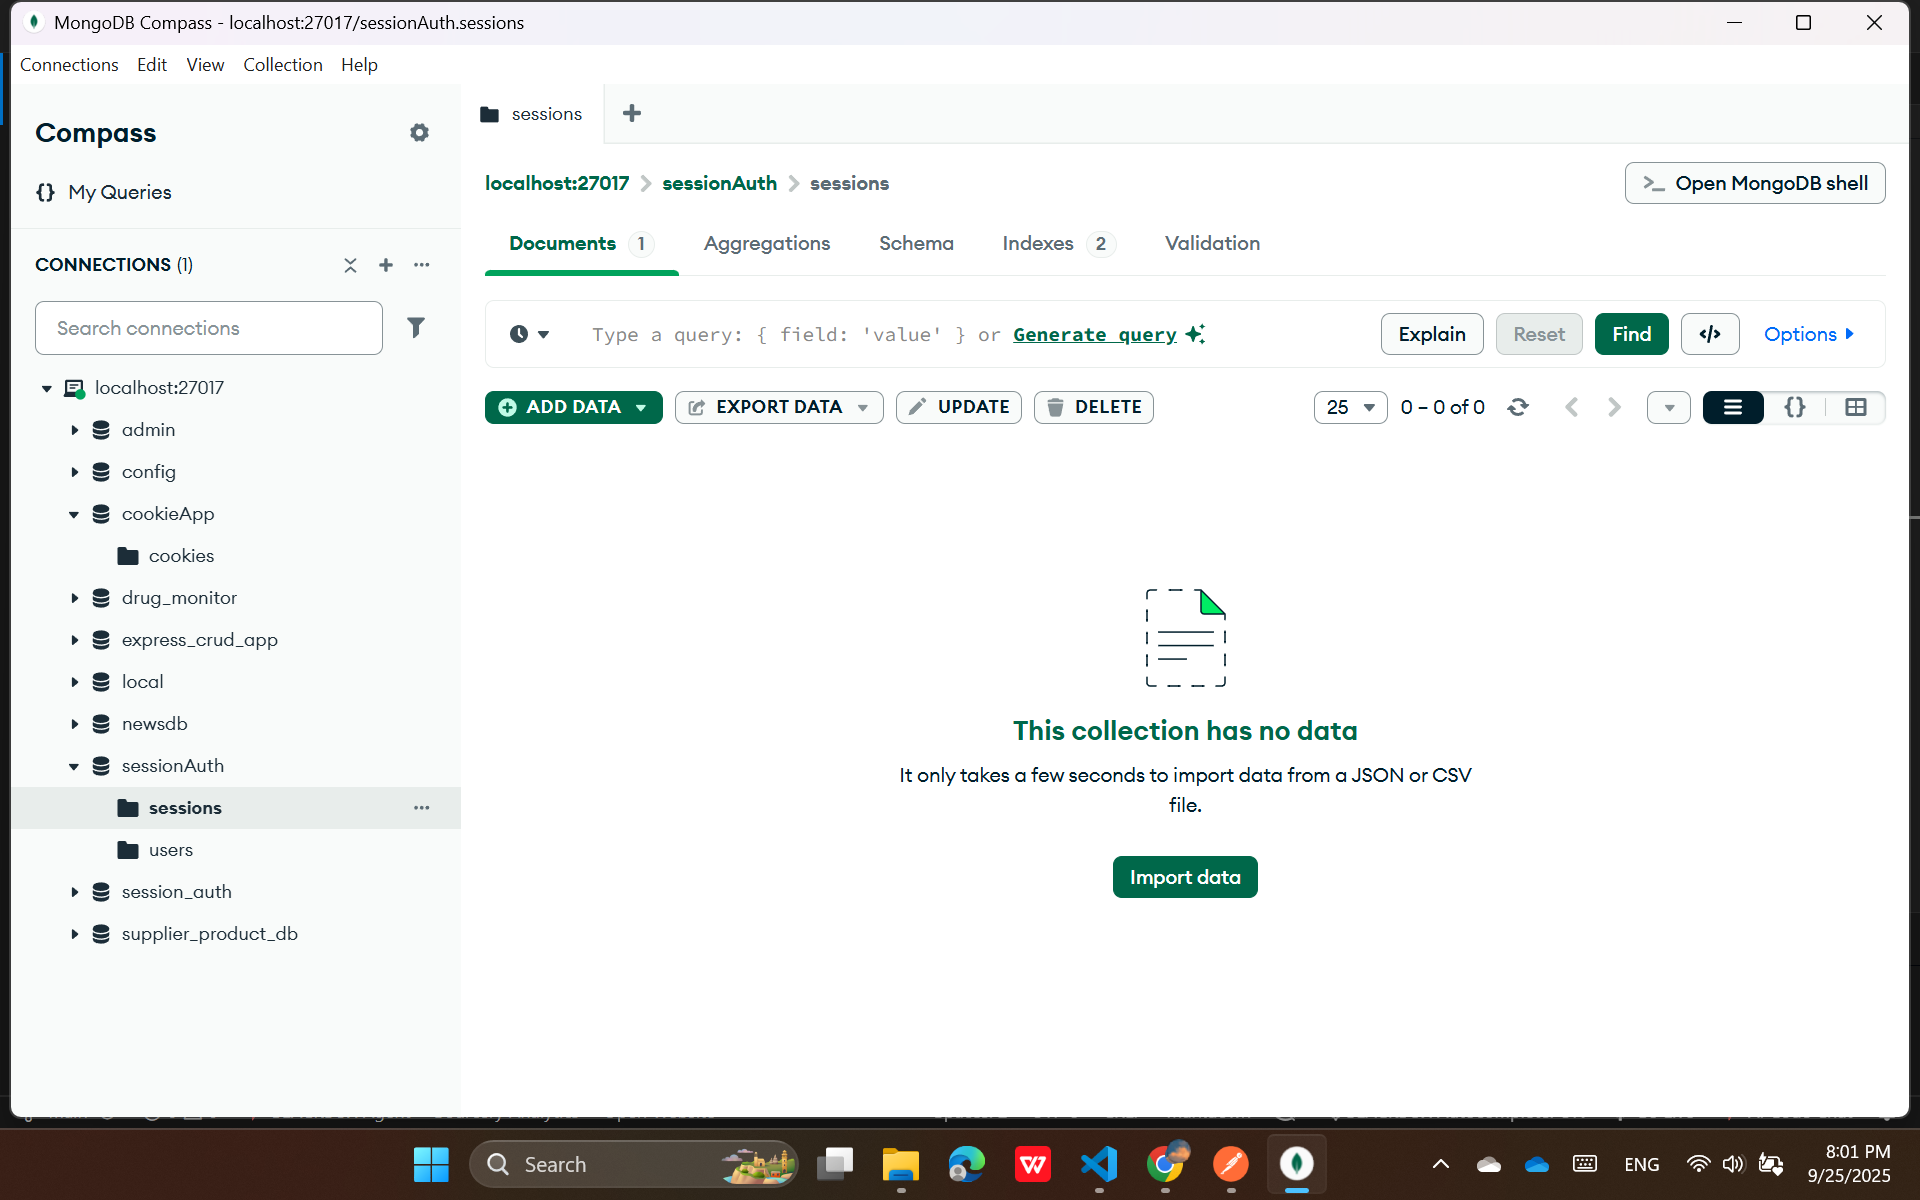 MongoDB Compass - localhost:27017/sessionAuth.sessions
Connections Edit View Collection Help
Compass
{} My Queries
CONNECTIONS (1)
Search connections
localhost:27017
admin
config
cookieApp
cookies
drug_monitor
express_crud_app
local
newsdb
sessionAuth
sessions
users
session_auth
supplier_product_db
sessions
localhost:27017 sessionAuth sessions
>_ Open MongoDB shell
Documents 1 Aggregations Schema Indexes 2 Validation
Type a query: { field: 'value' } or Generate query
Explain Reset Find </> Options
ADD DATA EXPORT DATA UPDATE DELETE
25 0 – 0 of 0 {}
This collection has no data
It only takes a few seconds to import data from a JSON or CSV
file.
Import data
Search
ENG
8:01 PM
9/25/2025